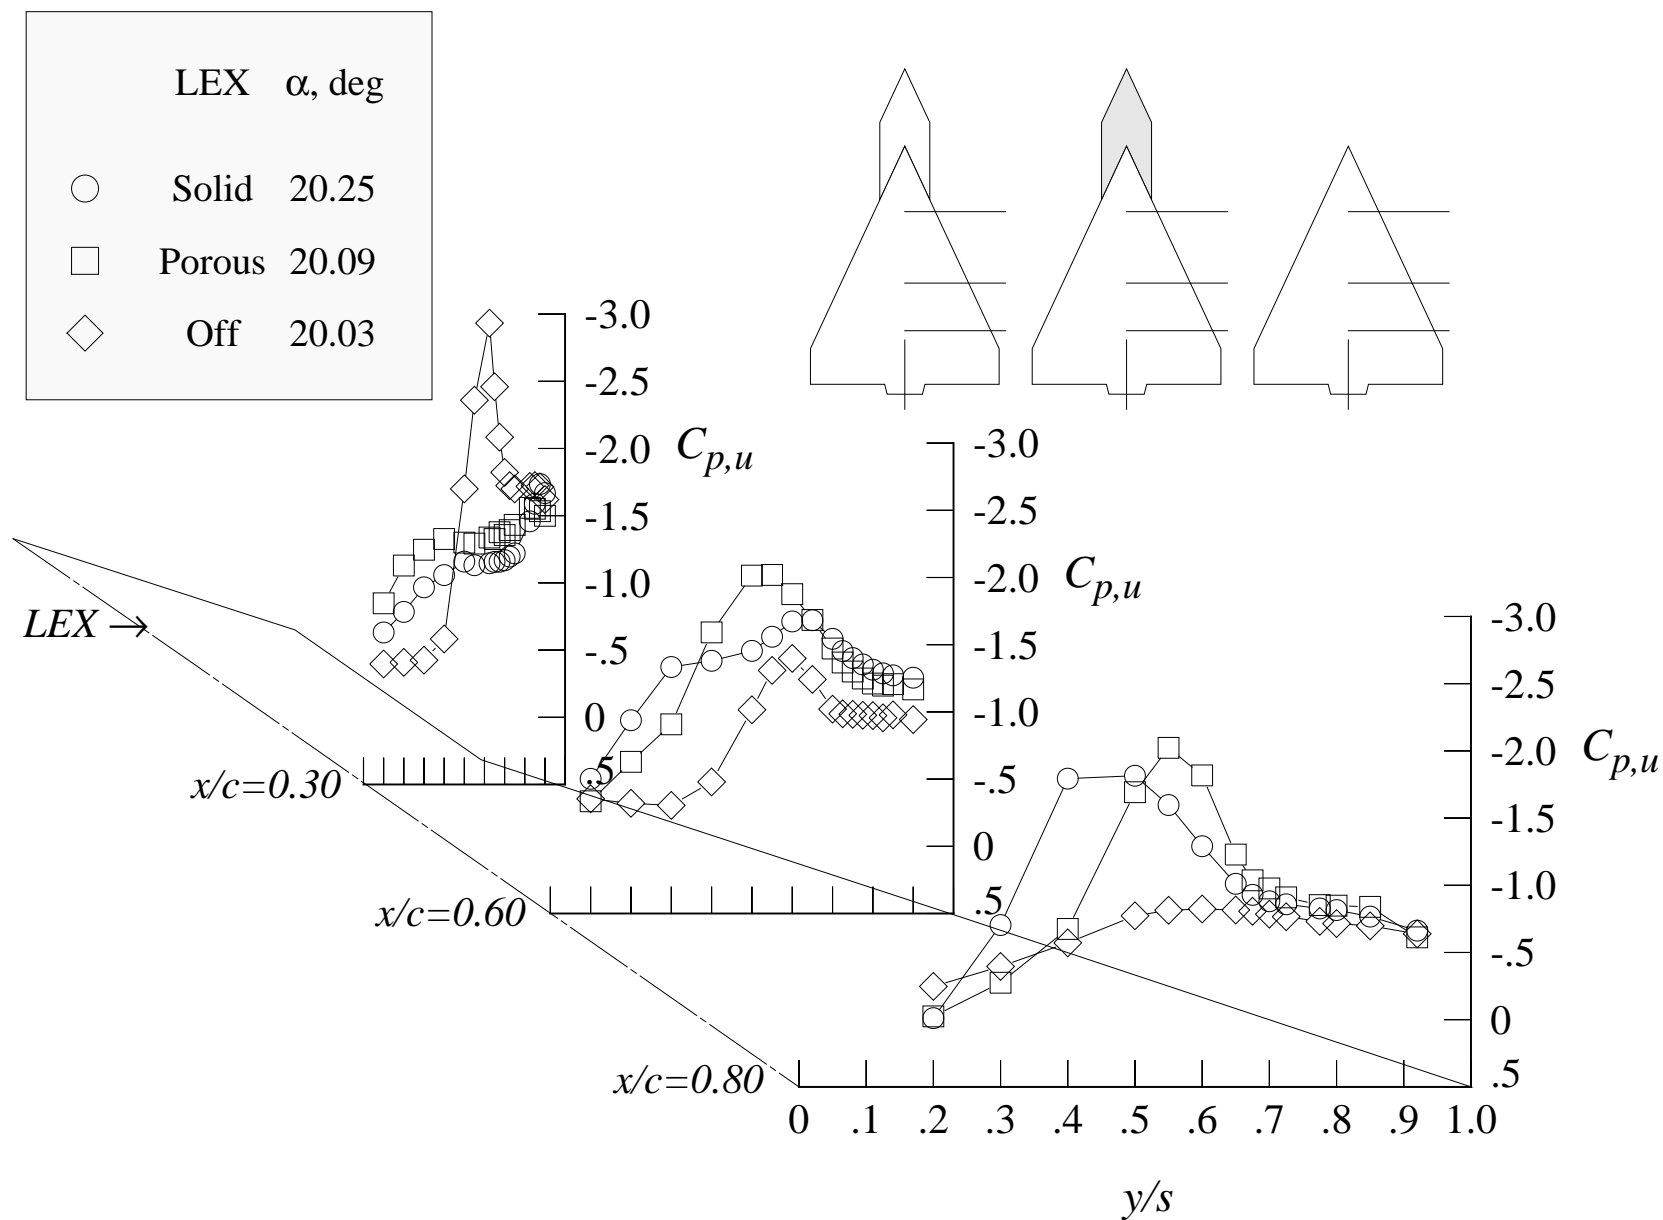 LEX α, deg
Solid 20.25
Porous 20.09
Off 20.03
-3.0
-2.5
-2.0
-1.5
-1.0
-.5
0
.5
Cp,u
-3.0
-2.5
-2.0
-1.5
-1.0
-.5
0
.5
Cp,u
-3.0
-2.5
-2.0
-1.5
-1.0
-.5
0
.5
Cp,u
LEX
x/c=0.30
x/c=0.60
x/c=0.80
0 .1 .2 .3 .4 .5 .6 .7 .8 .9 1.0
y/s